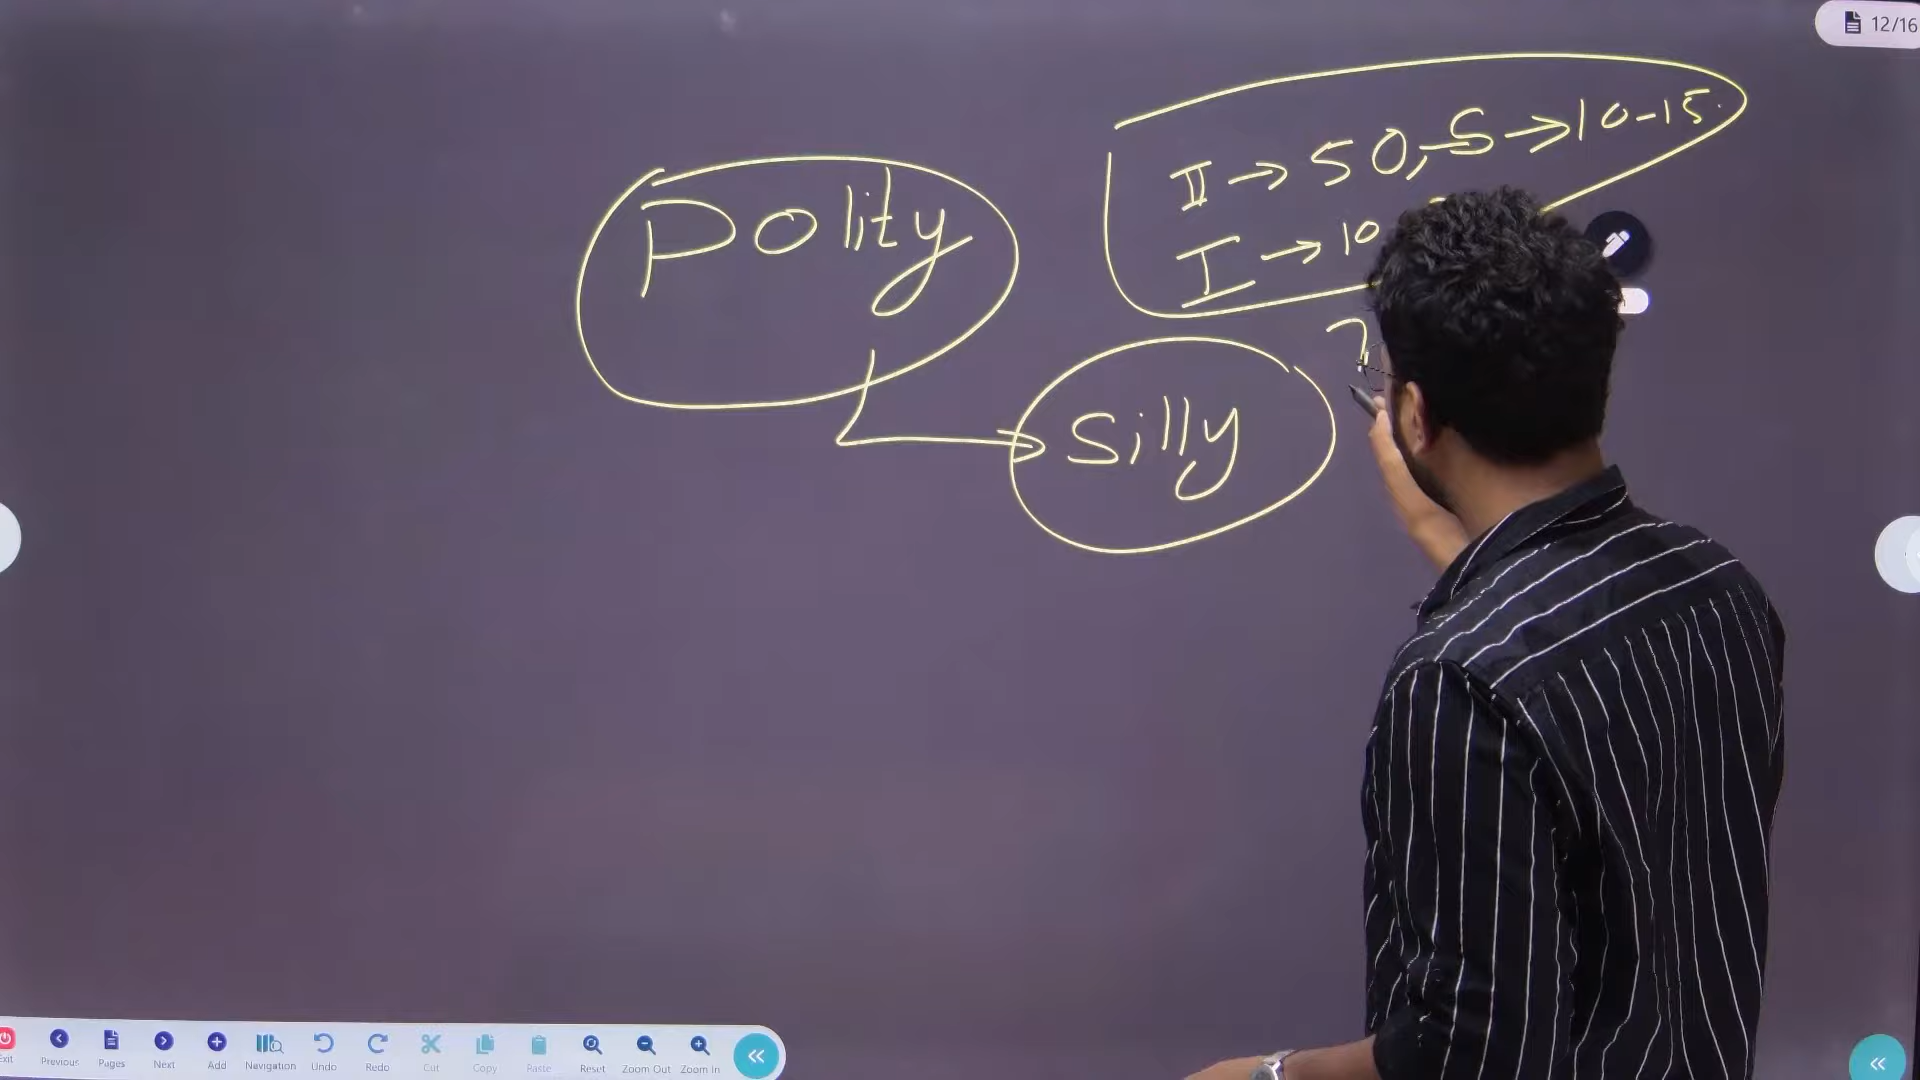 12/16
II → 50, S → 10-15
Polity
I → 10
Silly
Exit Previous Pages Next Add Navigation Undo Redo Cut Copy Paste Reset Zoom Out Zoom In